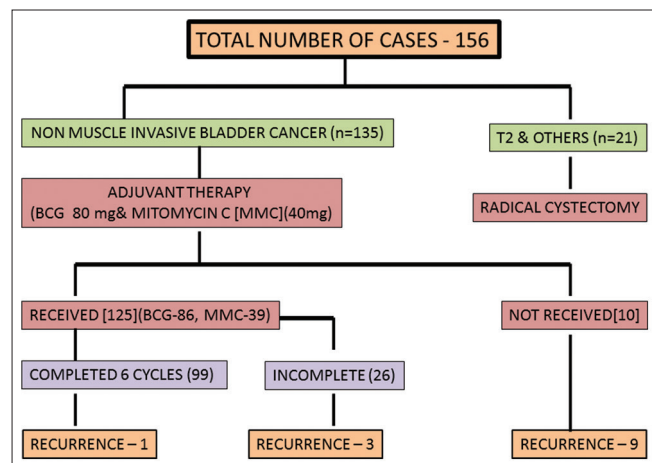 TOTAL NUMBER OF CASES - 156
NON MUSCLE INVASIVE BLADDER CANCER (n=135)
T2 & OTHERS (n=21)
ADJUVANT THERAPY
(BCG 80 mg& MITOMYCIN C [MMC](40mg)
RADICAL CYSTECTOMY
RECEIVED [125](BCG-86, MMC-39)
NOT RECEIVED[10]
COMPLETED 6 CYCLES (99)
INCOMPLETE (26)
RECURRENCE – 1
RECURRENCE – 3
RECURRENCE – 9